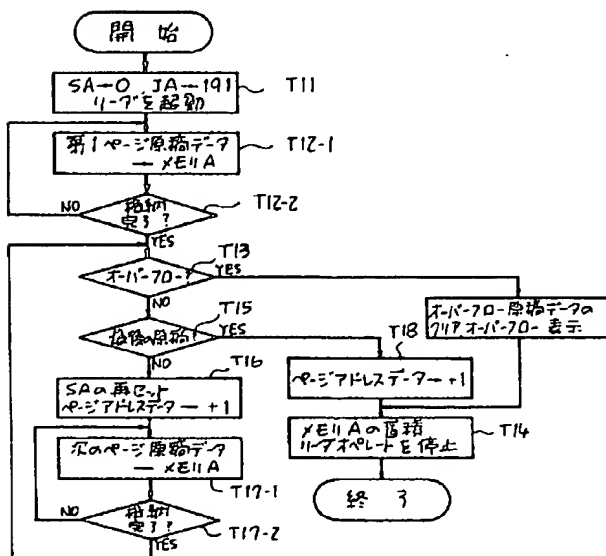 開始
SA←0 JA←191
リーダを起動
T11
第1ページ原稿データ
→メモリA
T12-1
格納
完了?
T12-2
NO
YES
オーバーフロー?
T13
YES
NO
最後の原稿?
T15
YES
NO
オーバーフロー原稿データの
クリア オーバーフロー表示
T18
ページアドレスデータ←+1
T16
SAの再セット
ページアドレスデータ←+1
メモリAの
リーダオペレートを停止
T14
次のページ原稿データ
→メモリA
T17-1
終了
格納
完了?
T17-2
NO
YES